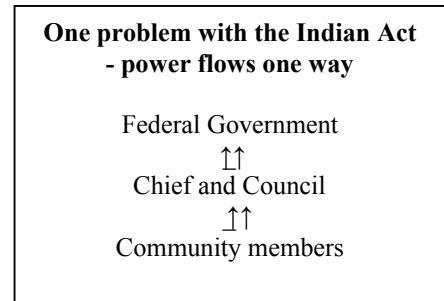 One problem with the Indian Act
- power flows one way
Federal Government
↑↑
Chief and Council
↑↑
Community members